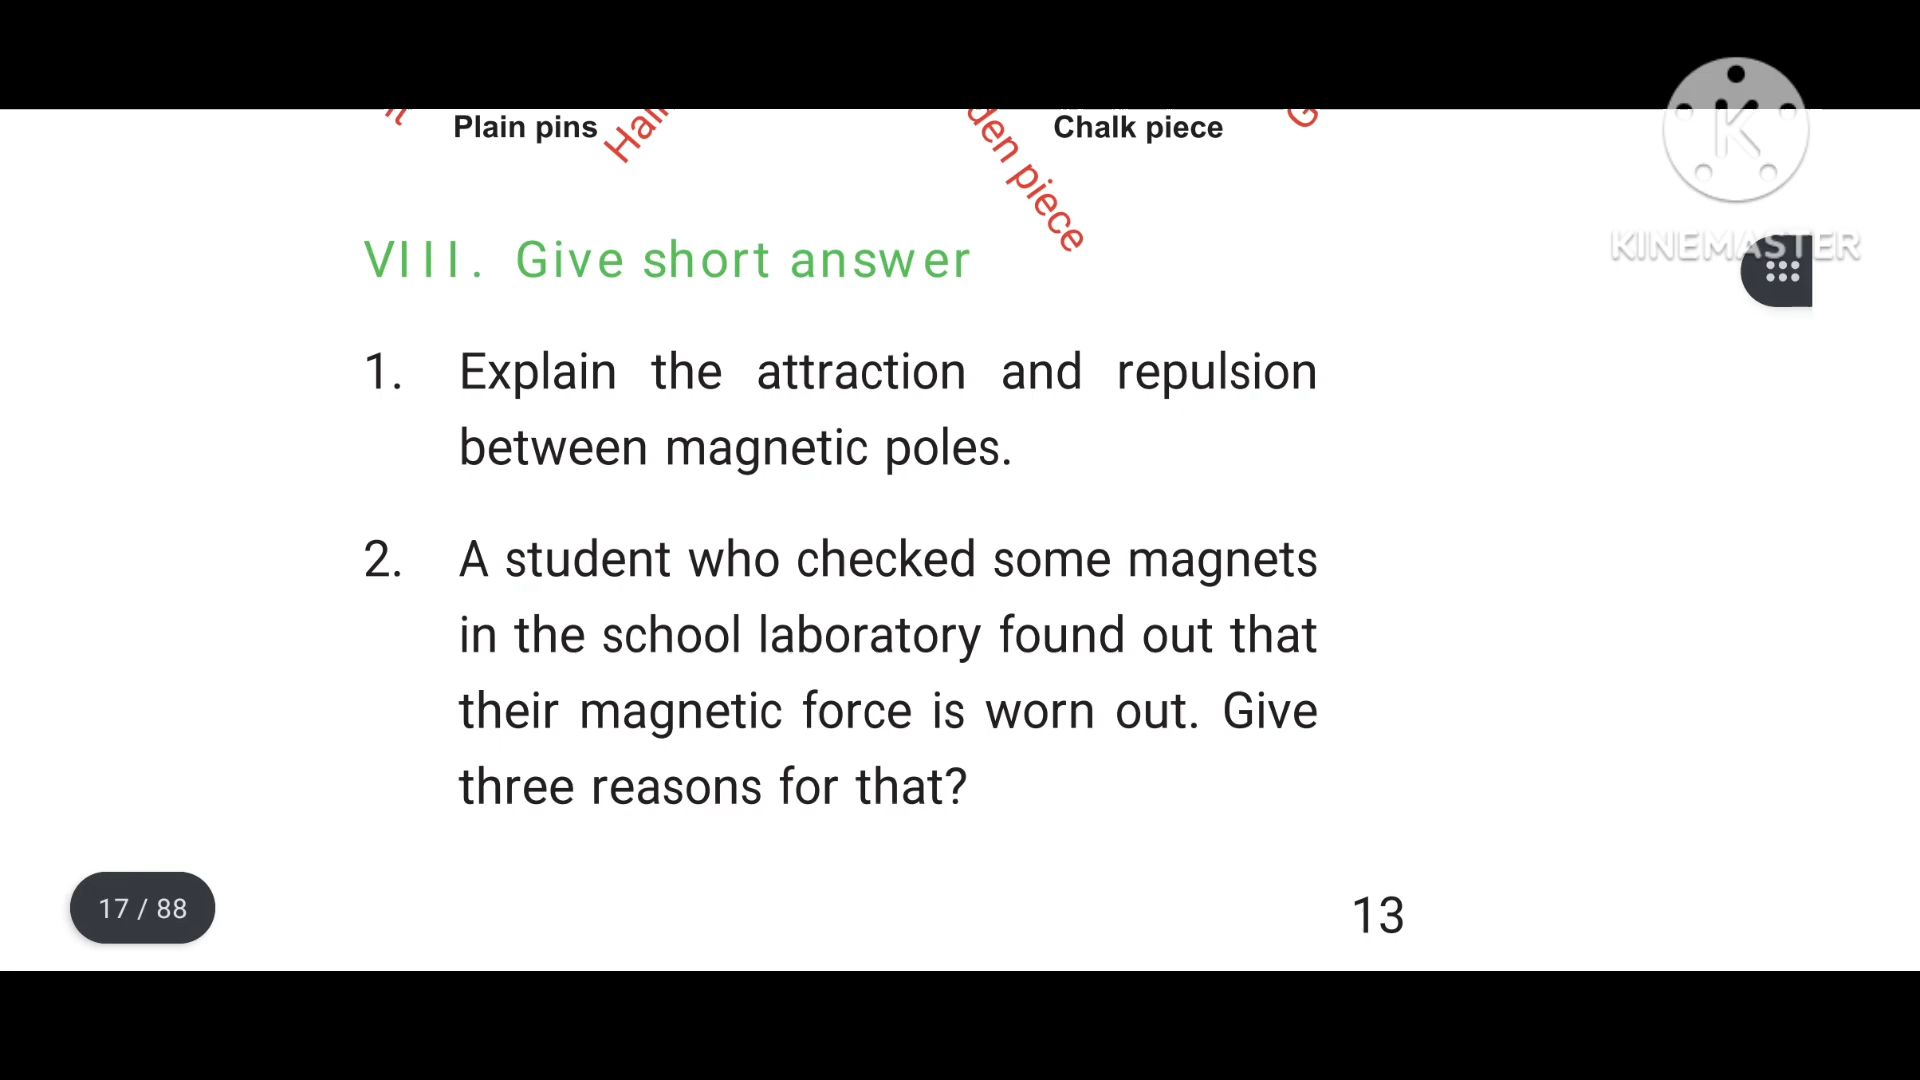 Plain pins
Chalk piece
piece
KINEMASTER
VIII. Give short answer
1. Explain the attraction and repulsion
between magnetic poles.
2. A student who checked some magnets
in the school laboratory found out that
their magnetic force is worn out. Give
three reasons for that?
17 / 88
13